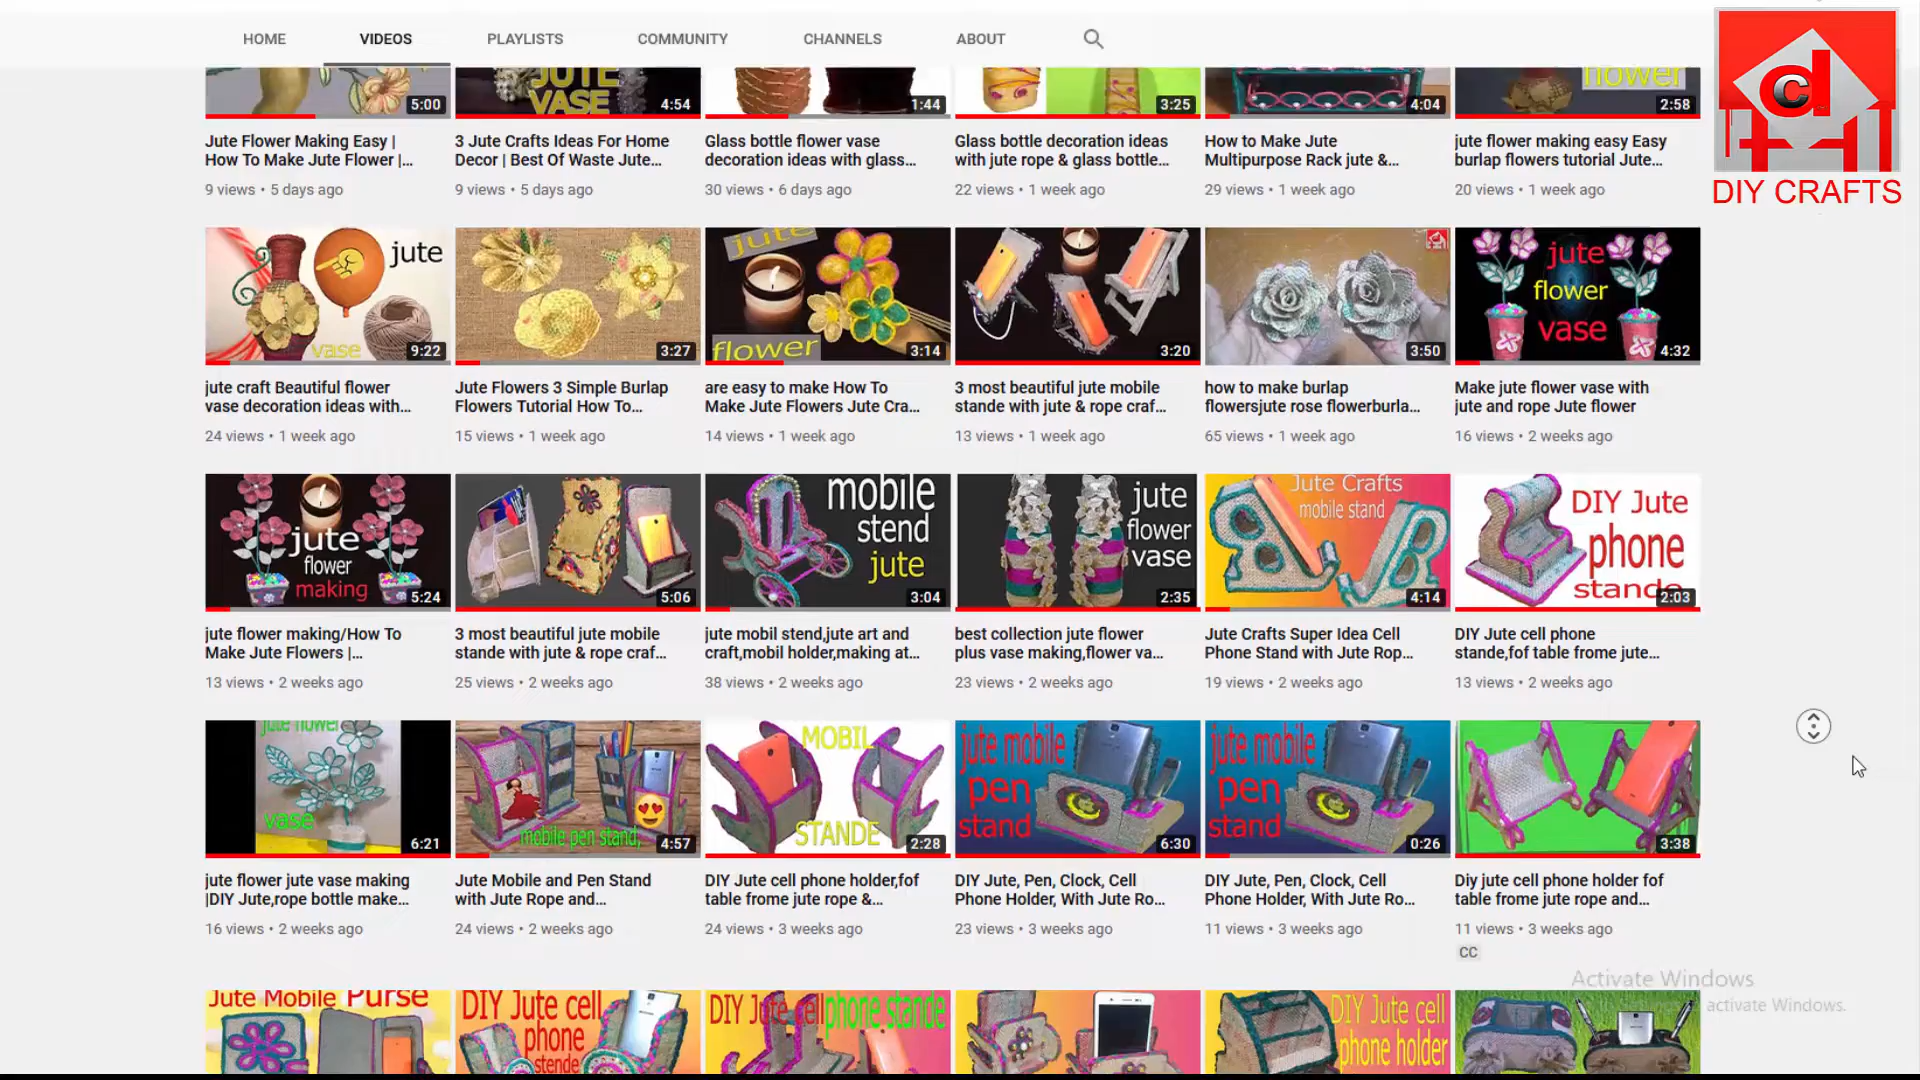 HOME VIDEOS PLAYLISTS COMMUNITY CHANNELS ABOUT
DIY CRAFTS
JUTE
VASE
flower
5:00 4:54 1:44 3:25 4:04 2:58
Jute Flower Making Easy |
How To Make Jute Flower |...
9 views • 5 days ago
3 Jute Crafts Ideas For Home
Decor | Best Of Waste Jute...
9 views • 5 days ago
Glass bottle flower vase
decoration ideas with glass...
30 views • 6 days ago
Glass bottle decoration ideas
with jute rope & glass bottle...
22 views • 1 week ago
How to Make Jute
Multipurpose Rack jute &...
29 views • 1 week ago
jute flower making easy Easy
burlap flowers tutorial Jute...
20 views • 1 week ago
jute
vase
9:22
jute craft Beautiful flower
vase decoration ideas with...
24 views • 1 week ago
3:27
Jute Flowers 3 Simple Burlap
Flowers Tutorial How To...
15 views • 1 week ago
jute
flower
3:14
are easy to make How To
Make Jute Flowers Jute Cra...
14 views • 1 week ago
3:20
3 most beautiful jute mobile
stande with jute & rope craf...
13 views • 1 week ago
3:50
how to make burlap
flowersjute rose flowerburla...
65 views • 1 week ago
jute
flower
vase
4:32
Make jute flower vase with
jute and rope Jute flower
16 views • 2 weeks ago
jute
flower
making
5:24
jute flower making/How To
Make Jute Flowers |...
13 views • 2 weeks ago
5:06
3 most beautiful jute mobile
stande with jute & rope craf...
25 views • 2 weeks ago
mobile
stend
jute
3:04
jute mobil stend,jute art and
craft,mobil holder,making at...
38 views • 2 weeks ago
jute
flower
vase
2:35
best collection jute flower
plus vase making,flower va...
23 views • 2 weeks ago
Jute Crafts
mobile stand
4:14
Jute Crafts Super Idea Cell
Phone Stand with Jute Rop...
19 views • 2 weeks ago
DIY Jute
phone
stande
2:03
DIY Jute cell phone
stande,fof table frome jute...
13 views • 2 weeks ago
jute flower
vase
6:21
jute flower jute vase making
|DIY Jute,rope bottle make...
16 views • 2 weeks ago
mobile pen stand,
4:57
Jute Mobile and Pen Stand
with Jute Rope and...
24 views • 2 weeks ago
MOBIL
STANDE
2:28
DIY Jute cell phone holder,fof
table frome jute rope &...
24 views • 3 weeks ago
jute mobile
pen
stand
6:30
DIY Jute, Pen, Clock, Cell
Phone Holder, With Jute Ro...
23 views • 3 weeks ago
jute mobile
pen
stand
0:26
DIY Jute, Pen, Clock, Cell
Phone Holder, With Jute Ro...
11 views • 3 weeks ago
3:38
Diy jute cell phone holder fof
table frome jute rope and...
11 views • 3 weeks ago
CC
Activate Windows
activate Windows.
Jute Mobile Purse
DIY Jute cell
phone
stende
DIY Jute cell phone stande
DIY Jute cell
phone holder